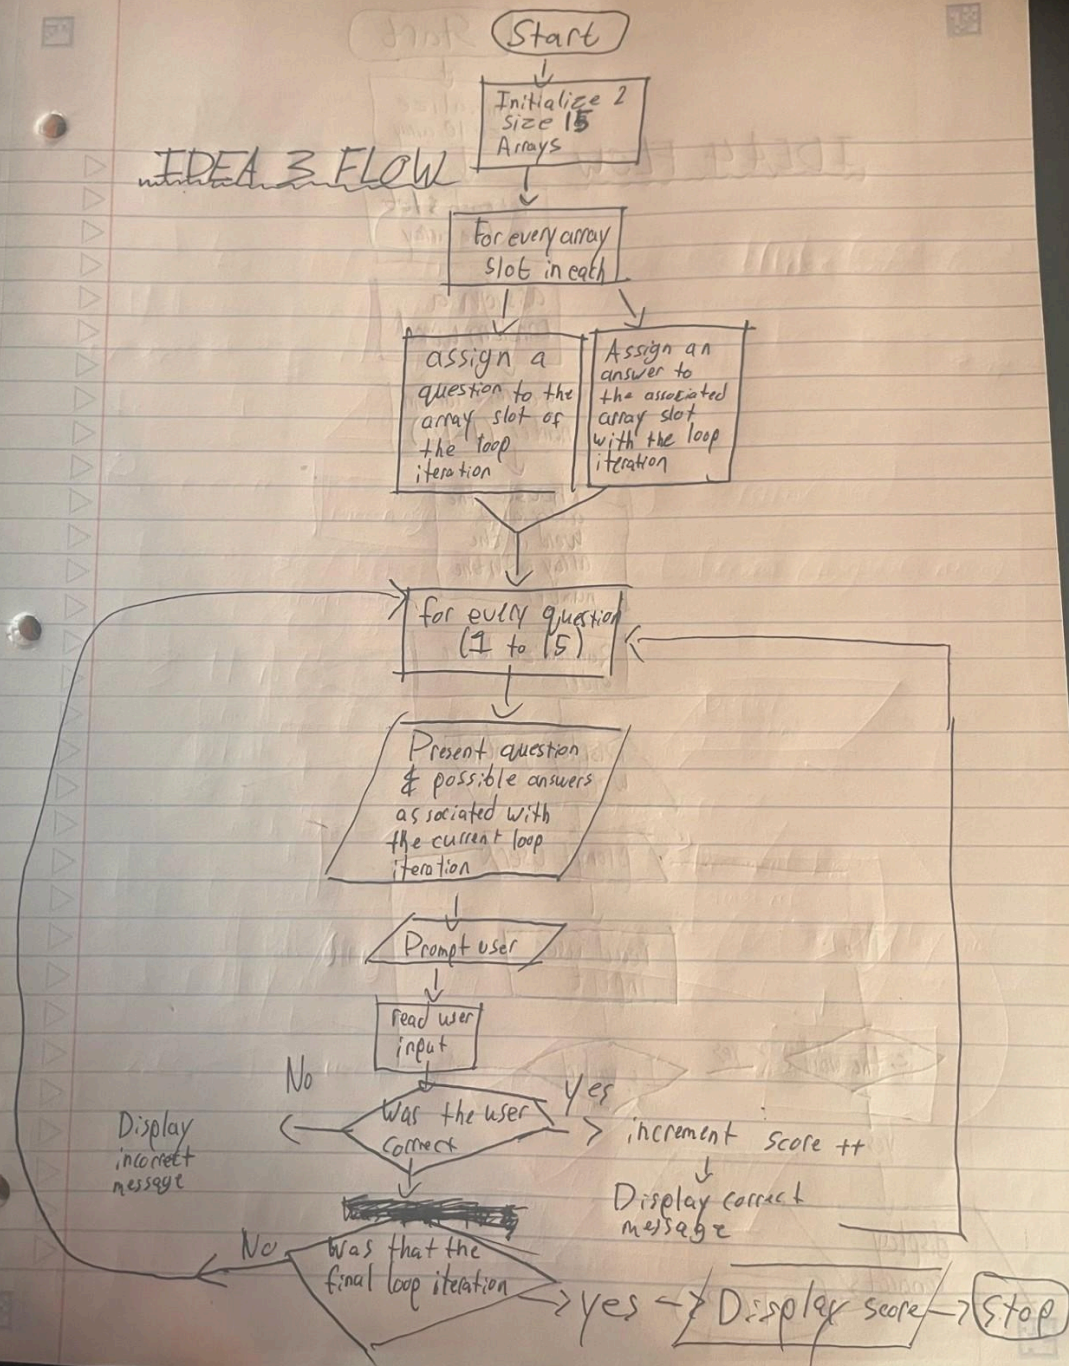 Start
Initialize 2
size 15
Arrays
IDEA 3 FLOW
for every array
slot in each
assign a
question to the
array slot of
the loop
iteration
Assign an
answer to
the associated
array slot
with the loop
iteration
for every question
(1 to 15)
Present question
& possible answers
associated with
the current loop
iteration
Prompt user
read user
input
No
Yes
Was the user
correct
Display
incorrect
message
increment score ++
Display correct
message
No
Was that the
final loop iteration
yes
Display score
Stop